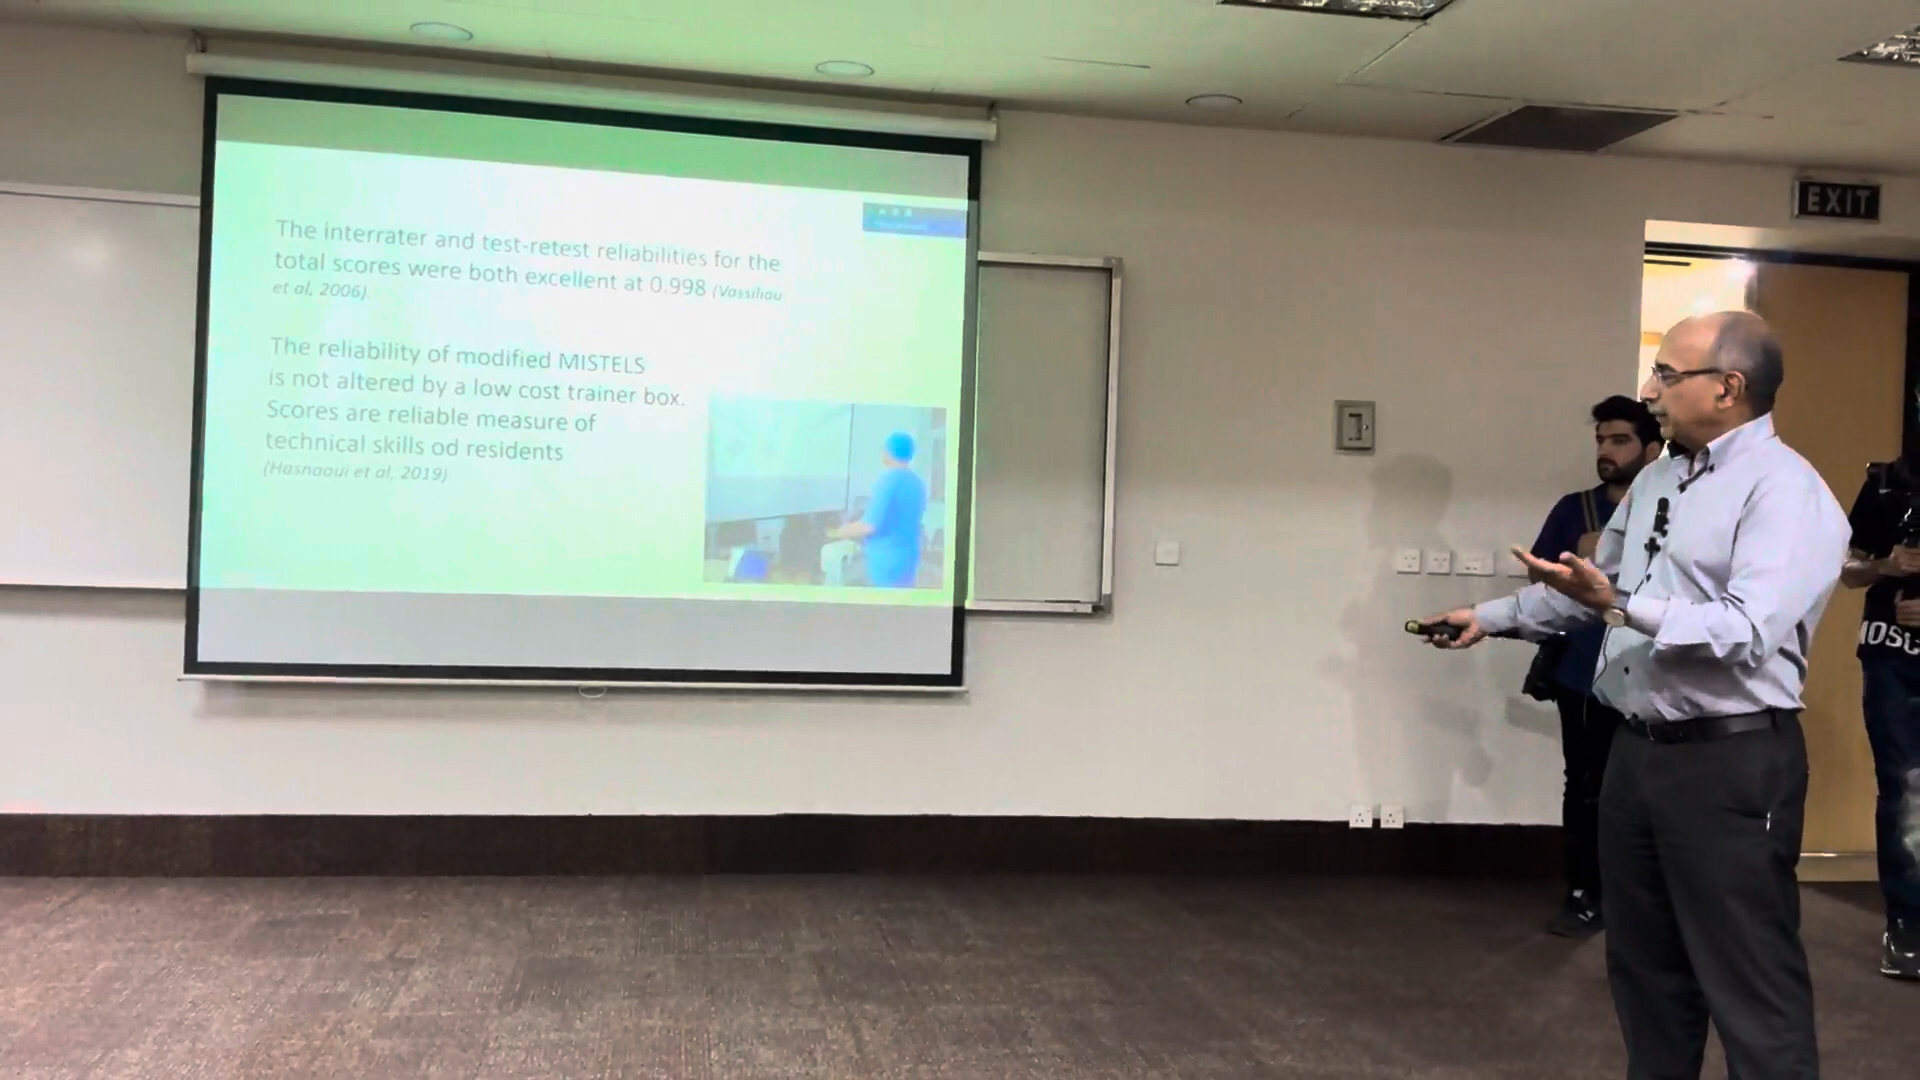 EXIT
The interrater and test-retest reliabilities for the
total scores were both excellent at 0.998 (Vassiliou
et al, 2006).
The reliability of modified MISTELS
is not altered by a low cost trainer box.
Scores are reliable measure of
technical skills od residents
(Hasnaoui et al, 2019)